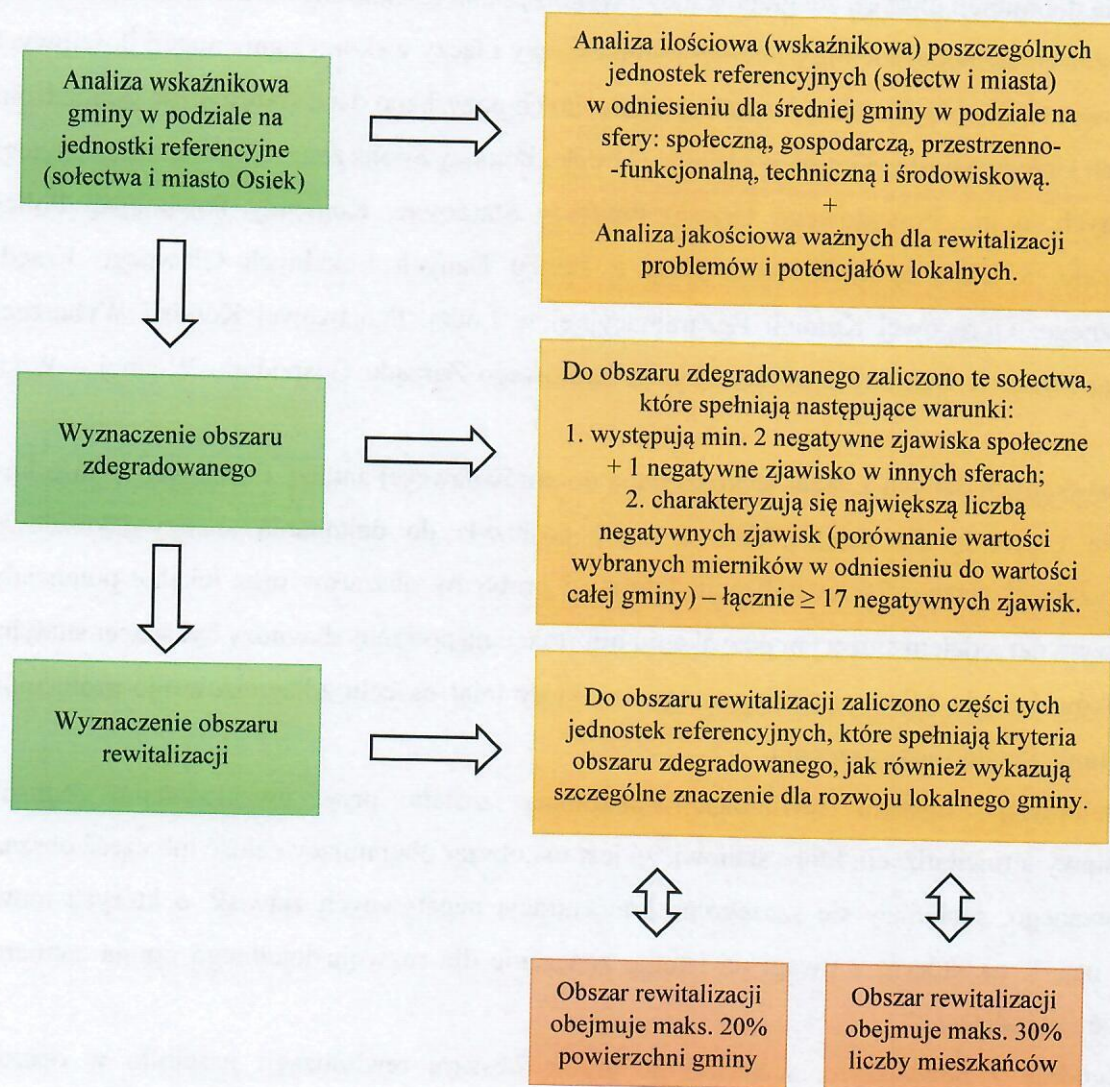 Analiza wskaźnikowa
gminy w podziale na
jednostki referencyjne
(sołectwa i miasto Osiek)
Analiza ilościowa (wskaźnikowa) poszczególnych
jednostek referencyjnych (sołectw i miasta)
w odniesieniu dla średniej gminy w podziale na
sfery: społeczną, gospodarczą, przestrzenno-
-funkcjonalną, techniczną i środowiskową.
+
Analiza jakościowa ważnych dla rewitalizacji
problemów i potencjałów lokalnych.
Wyznaczenie obszaru
zdegradowanego
Do obszaru zdegradowanego zaliczono te sołectwa,
które spełniają następujące warunki:
1. występują min. 2 negatywne zjawiska społeczne
+ 1 negatywne zjawisko w innych sferach;
2. charakteryzują się największą liczbą
negatywnych zjawisk (porównanie wartości
wybranych mierników w odniesieniu do wartości
całej gminy) – łącznie ≥ 17 negatywnych zjawisk.
Wyznaczenie obszaru
rewitalizacji
Do obszaru rewitalizacji zaliczono części tych
jednostek referencyjnych, które spełniają kryteria
obszaru zdegradowanego, jak również wykazują
szczególne znaczenie dla rozwoju lokalnego gminy.
Obszar rewitalizacji
obejmuje maks. 20%
powierzchni gminy
Obszar rewitalizacji
obejmuje maks. 30%
liczby mieszkańców